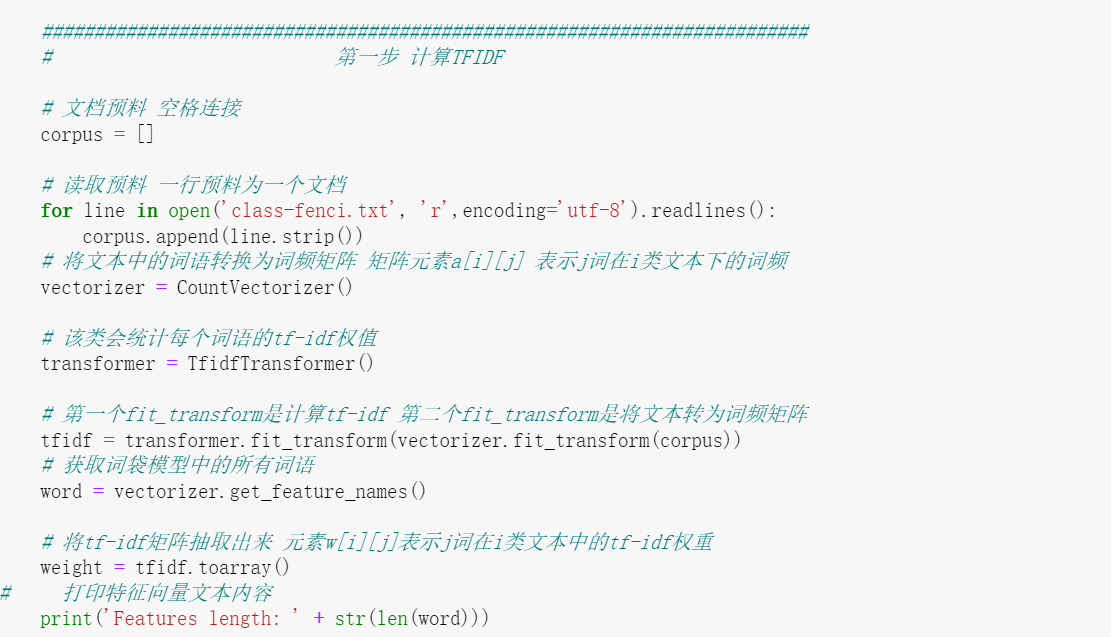 ########################################################################
# 第一步 计算TFIDF
# 文档预料 空格连接
corpus = []
# 读取预料 一行预料为一个文档
for line in open('class-fenci.txt', 'r',encoding='utf-8').readlines():
corpus.append(line.strip())
# 将文本中的词语转换为词频矩阵 矩阵元素a[i][j] 表示j词在i类文本下的词频
vectorizer = CountVectorizer()
# 该类会统计每个词语的tf-idf权值
transformer = TfidfTransformer()
# 第一个fit_transform是计算tf-idf 第二个fit_transform是将文本转为词频矩阵
tfidf = transformer.fit_transform(vectorizer.fit_transform(corpus))
# 获取词袋模型中的所有词语
word = vectorizer.get_feature_names()
# 将tf-idf矩阵抽取出来 元素w[i][j]表示j词在i类文本中的tf-idf权重
weight = tfidf.toarray()
# 打印特征向量文本内容
print('Features length: ' + str(len(word)))